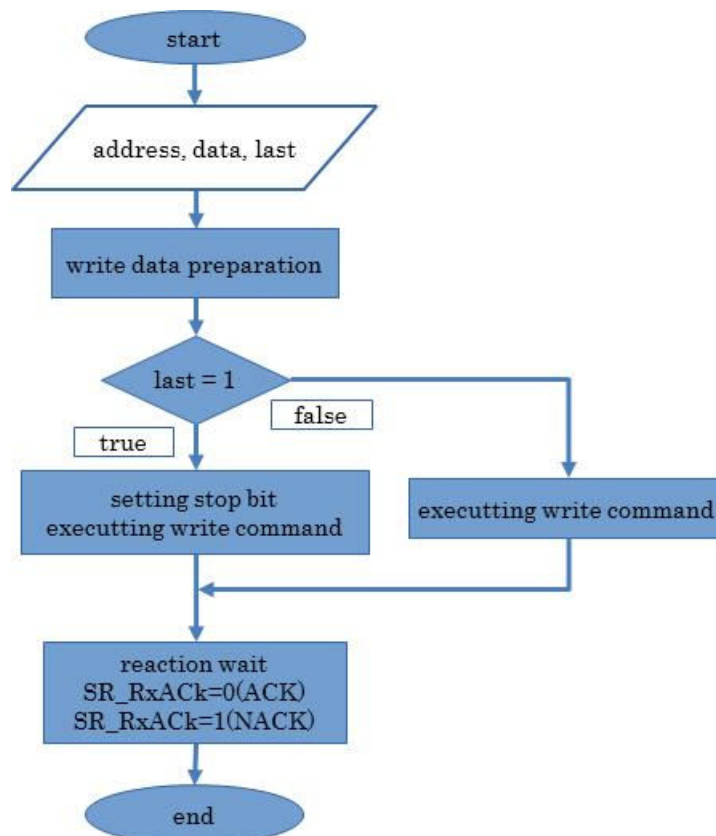 start
address, data, last
write data preparation
last = 1
false
true
setting stop bit
executting write command
executting write command
reaction wait
SR_RxACk=0(ACK)
SR_RxACk=1(NACK)
end